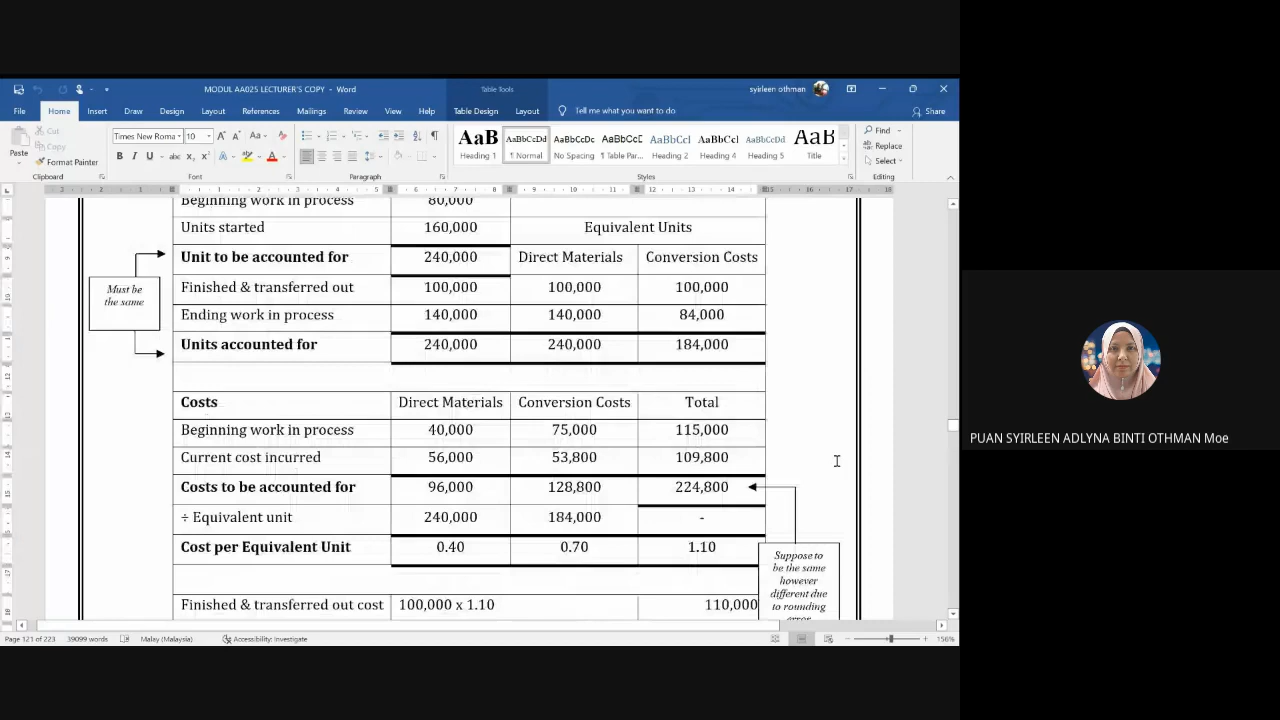 MODUL AA025 LECTURER'S COPY - Word
Table Tools
syirleen othman
File Home Insert Draw Design Layout References Mailings Review View Help Table Design Layout Tell me what you want to do Share
Paste
Cut
Copy
Format Painter
Clipboard
Times New Roma 10
Font
Paragraph
AaB AaBbCcDd AaBbCcDc AaBbCcD AaBbCcl AaBbCcI AaBbCcDd AaB
Heading 1 ¶ Normal No Spacing ¶ Table Par... Heading 2 Heading 4 Heading 5 Title
Styles
Find
Replace
Select
Editing
Beginning work in process 80,000
Units started 160,000 Equivalent Units
Unit to be accounted for 240,000 Direct Materials Conversion Costs
Finished & transferred out 100,000 100,000 100,000
Ending work in process 140,000 140,000 84,000
Units accounted for 240,000 240,000 184,000
Must be
the same
Costs Direct Materials Conversion Costs Total
Beginning work in process 40,000 75,000 115,000
Current cost incurred 56,000 53,800 109,800
Costs to be accounted for 96,000 128,800 224,800
÷ Equivalent unit 240,000 184,000 -
Cost per Equivalent Unit 0.40 0.70 1.10
Suppose to
be the same
however
different due
to rounding
error
Finished & transferred out cost 100,000 x 1.10 110,000
Page 121 of 223 39099 words Malay (Malaysia) Accessibility: Investigate 156%
PUAN SYIRLEEN ADLYNA BINTI OTHMAN Moe